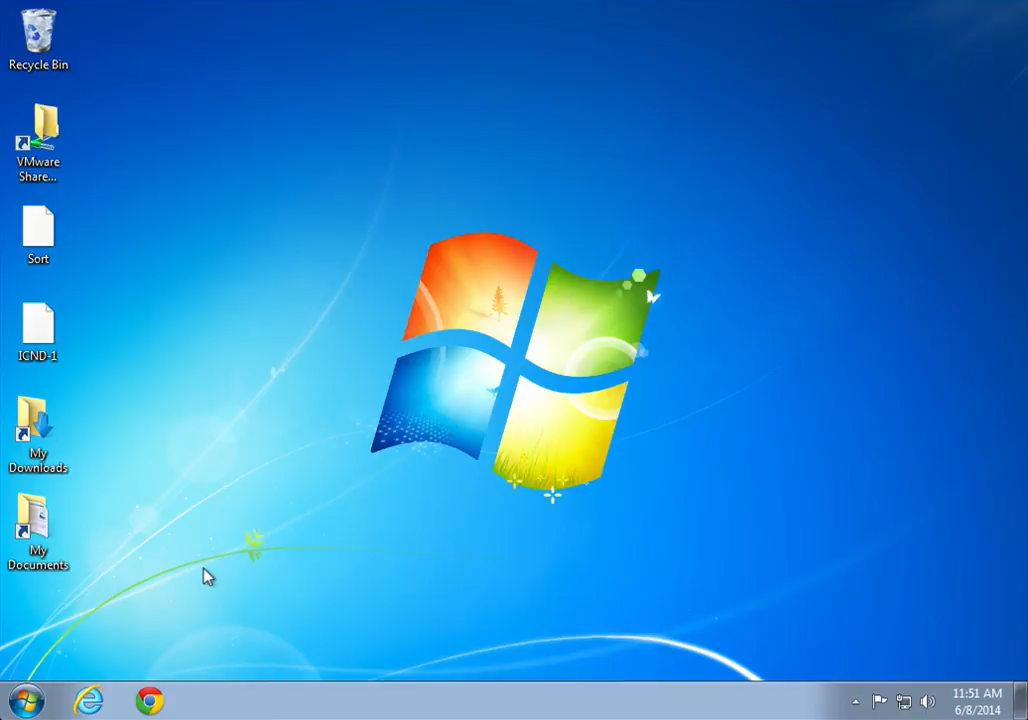 Recycle Bin
VMware
Share...
Sort
ICND-1
My
Downloads
My
Documents
11:51 AM
6/8/2014